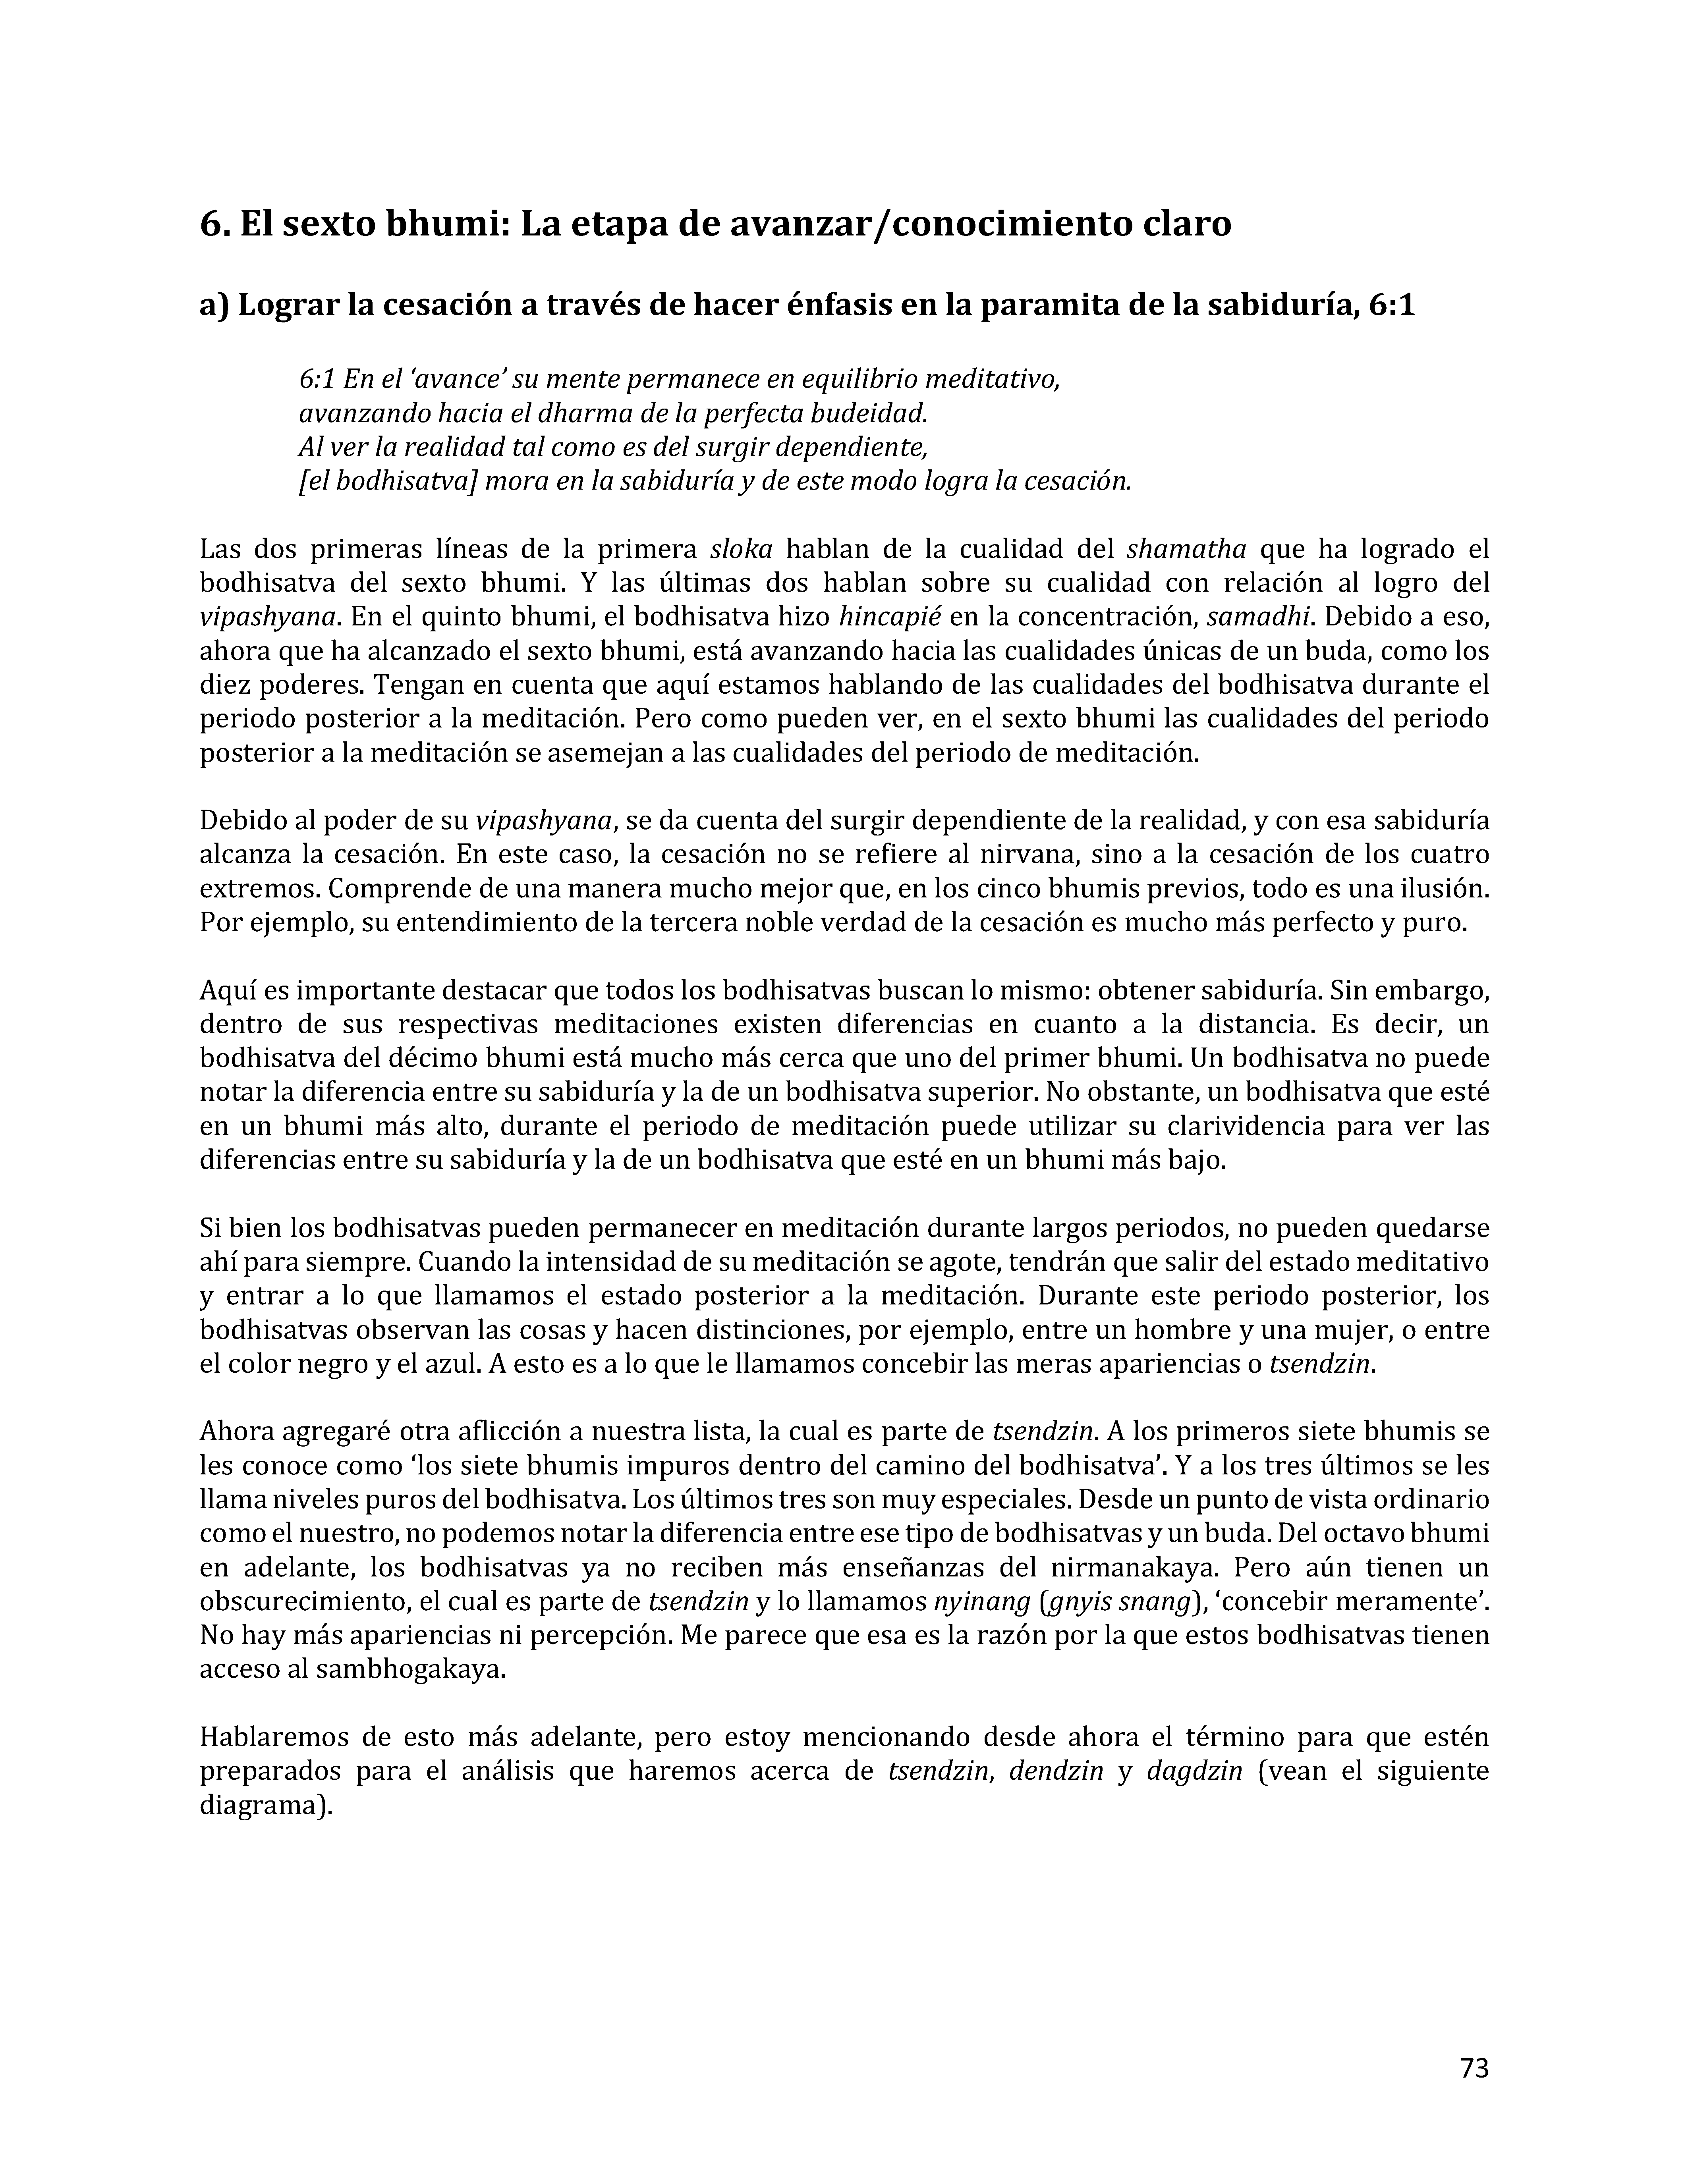 6. El sexto bhumi: La etapa de avanzar/conocimiento claro
a) Lograr la cesación a través de hacer énfasis en la paramita de la sabiduría, 6:1
6:1 En el ‘avance’ su mente permanece en equilibrio meditativo,
avanzando hacia el dharma de la perfecta budeidad.
Al ver la realidad tal como es del surgir dependiente,
[el bodhisatva] mora en la sabiduría y de este modo logra la cesación.
Las dos primeras líneas de la primera sloka hablan de la cualidad del shamatha que ha logrado el
bodhisatva del sexto bhumi. Y las últimas dos hablan sobre su cualidad con relación al logro del
vipashyana. En el quinto bhumi, el bodhisatva hizo hincapié en la concentración, samadhi. Debido a eso,
ahora que ha alcanzado el sexto bhumi, está avanzando hacia las cualidades únicas de un buda, como los
diez poderes. Tengan en cuenta que aquí estamos hablando de las cualidades del bodhisatva durante el
periodo posterior a la meditación. Pero como pueden ver, en el sexto bhumi las cualidades del periodo
posterior a la meditación se asemejan a las cualidades del periodo de meditación.
Debido al poder de su vipashyana, se da cuenta del surgir dependiente de la realidad, y con esa sabiduría
alcanza la cesación. En este caso, la cesación no se refiere al nirvana, sino a la cesación de los cuatro
extremos. Comprende de una manera mucho mejor que, en los cinco bhumis previos, todo es una ilusión.
Por ejemplo, su entendimiento de la tercera noble verdad de la cesación es mucho más perfecto y puro.
Aquí es importante destacar que todos los bodhisatvas buscan lo mismo: obtener sabiduría. Sin embargo,
dentro de sus respectivas meditaciones existen diferencias en cuanto a la distancia. Es decir, un
bodhisatva del décimo bhumi está mucho más cerca que uno del primer bhumi. Un bodhisatva no puede
notar la diferencia entre su sabiduría y la de un bodhisatva superior. No obstante, un bodhisatva que esté
en un bhumi más alto, durante el periodo de meditación puede utilizar su clarividencia para ver las
diferencias entre su sabiduría y la de un bodhisatva que esté en un bhumi más bajo.
Si bien los bodhisatvas pueden permanecer en meditación durante largos periodos, no pueden quedarse
ahí para siempre. Cuando la intensidad de su meditación se agote, tendrán que salir del estado meditativo
y entrar a lo que llamamos el estado posterior a la meditación. Durante este periodo posterior, los
bodhisatvas observan las cosas y hacen distinciones, por ejemplo, entre un hombre y una mujer, o entre
el color negro y el azul. A esto es a lo que le llamamos concebir las meras apariencias o tsendzin.
Ahora agregaré otra aflicción a nuestra lista, la cual es parte de tsendzin. A los primeros siete bhumis se
les conoce como ‘los siete bhumis impuros dentro del camino del bodhisatva’. Y a los tres últimos se les
llama niveles puros del bodhisatva. Los últimos tres son muy especiales. Desde un punto de vista ordinario
como el nuestro, no podemos notar la diferencia entre ese tipo de bodhisatvas y un buda. Del octavo bhumi
en adelante, los bodhisatvas ya no reciben más enseñanzas del nirmanakaya. Pero aún tienen un
obscurecimiento, el cual es parte de tsendzin y lo llamamos nyinang (gnyis snang), ‘concebir meramente’.
No hay más apariencias ni percepción. Me parece que esa es la razón por la que estos bodhisatvas tienen
acceso al sambhogakaya.
Hablaremos de esto más adelante, pero estoy mencionando desde ahora el término para que estén
preparados para el análisis que haremos acerca de tsendzin, dendzin y dagdzin (vean el siguiente
diagrama).
73